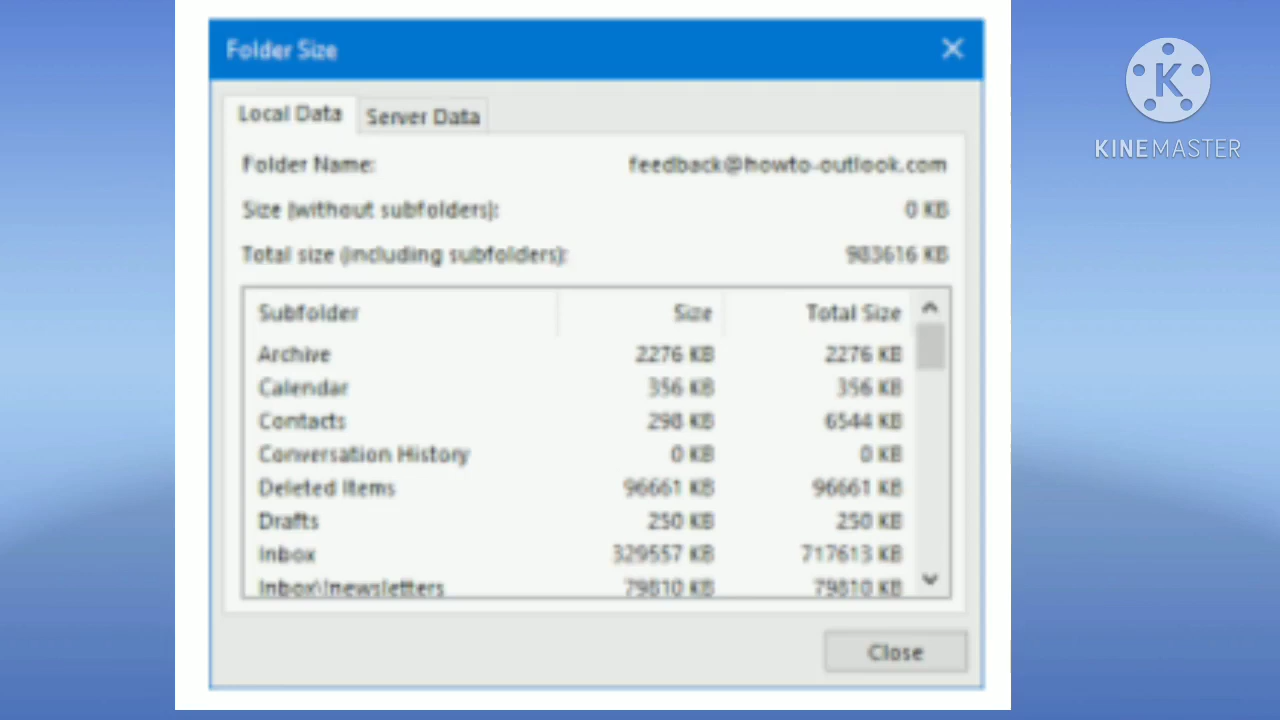 Folder Size
Local Data Server Data
Folder Name: feedback@howto-outlook.com
Size (without subfolders): 0 KB
Total size (including subfolders): 983616 KB
Subfolder Size Total Size
Archive 2276 KB 2276 KB
Calendar 356 KB 356 KB
Contacts 298 KB 6544 KB
Conversation History 0 KB 0 KB
Deleted Items 96661 KB 96661 KB
Drafts 250 KB 250 KB
Inbox 329557 KB 717613 KB
Inbox\!newsletters 79810 KB 79810 KB
Close
K
KINEMASTER